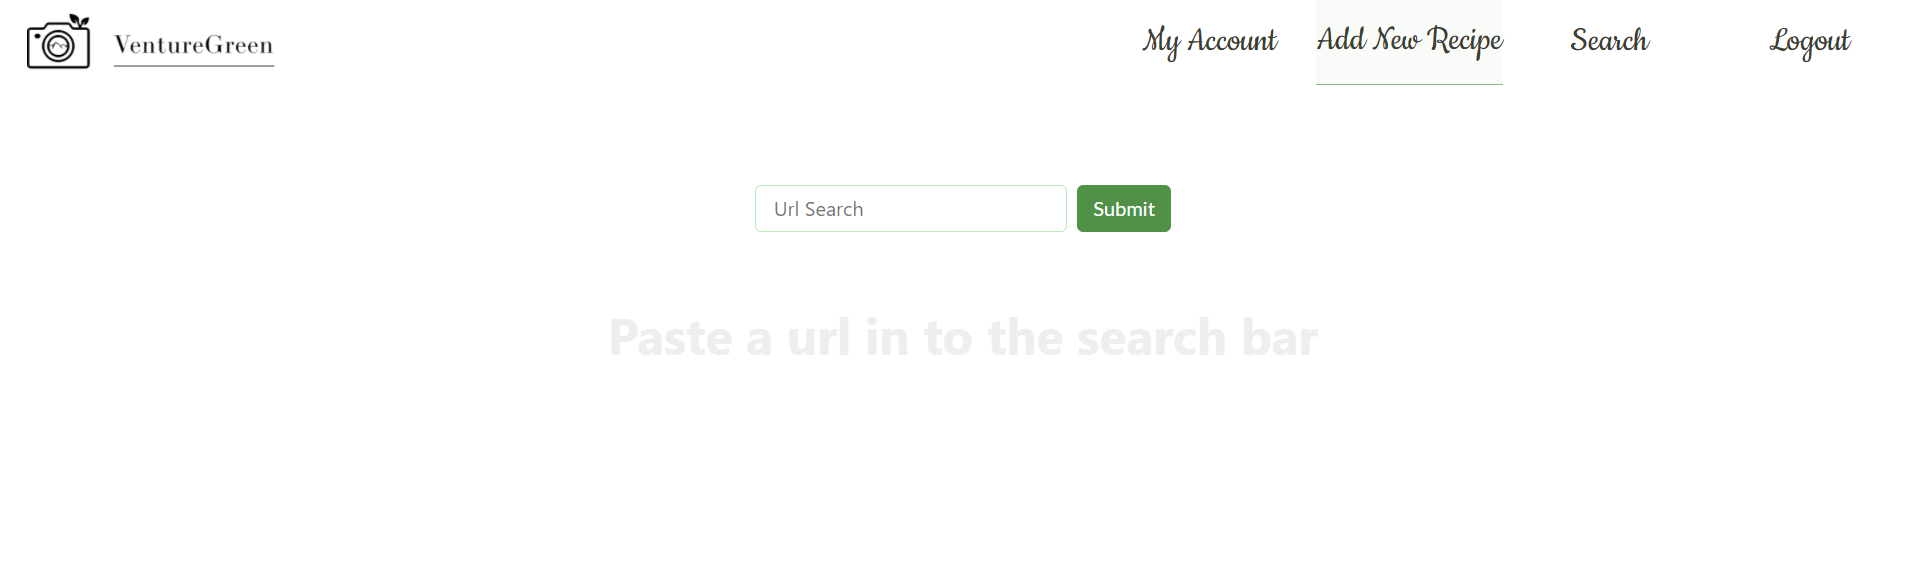 VentureGreen
My Account Add New Recipe Search Logout
Url Search Submit
Paste a url in to the search bar